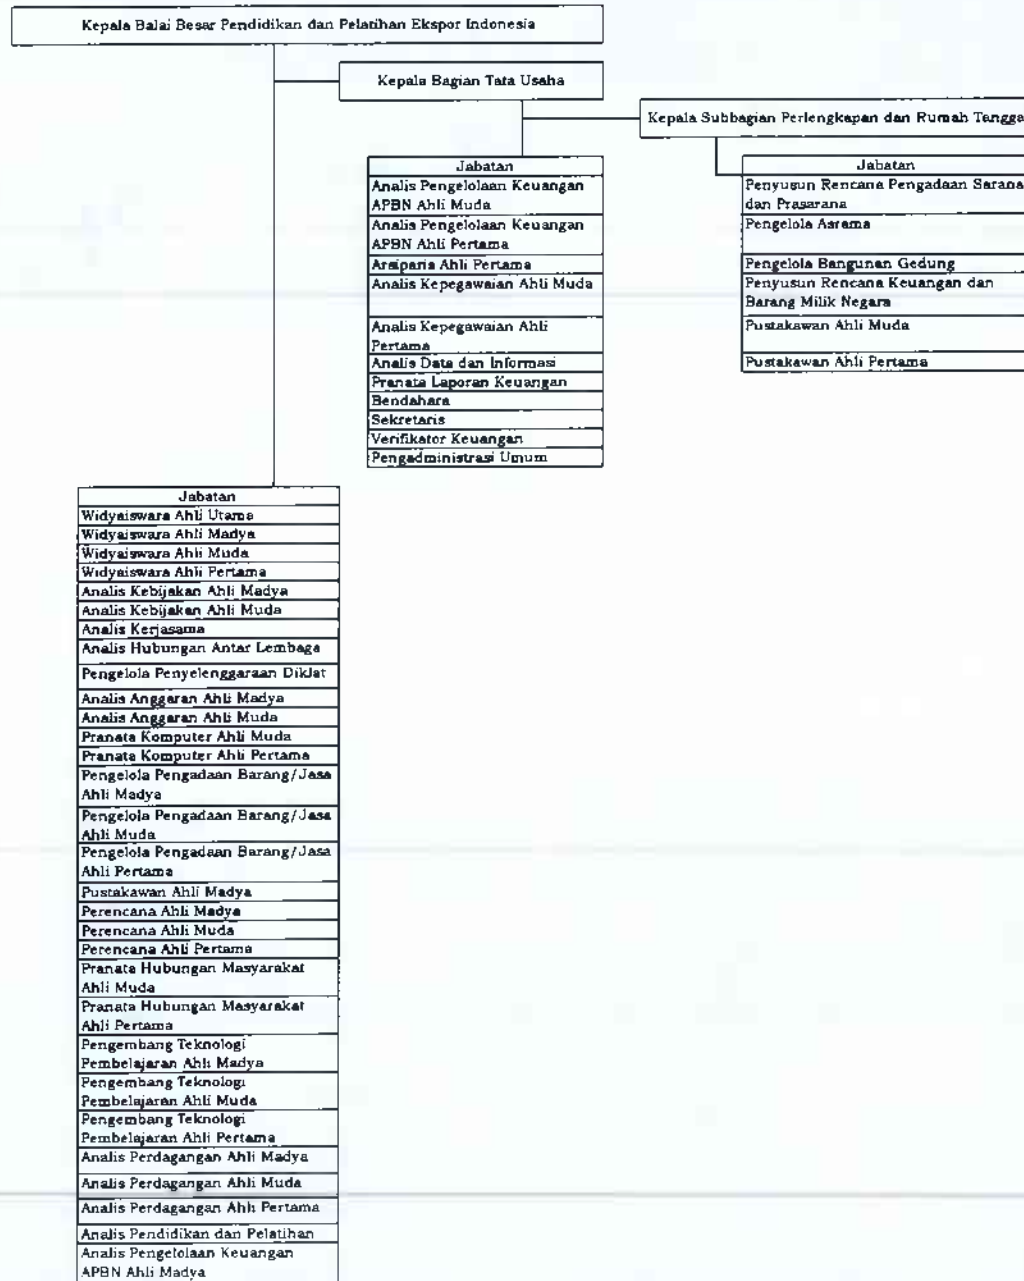 Kepala Balai Besar Pendidikan dan Pelatihan Ekspor Indonesia
Kepala Bagian Tata Usaha
Kepala Subbagian Perlengkapan dan Rumah Tangga
Jabatan
Analis Pengelolaan Keuangan
APBN Ahli Muda
Analis Pengelolaan Keuangan
APBN Ahli Pertama
Arsiparis Ahli Pertama
Analis Kepegawaian Ahli Muda
Analis Kepegawaian Ahli
Pertama
Analis Data dan Informasi
Pranata Laporan Keuangan
Bendahara
Sekretaris
Verifikator Keuangan
Pengadministrasi Umum
Jabatan
Penyusun Rencana Pengadaan Sarana
dan Prasarana
Pengelola Asrama
Pengelola Bangunan Gedung
Penyusun Rencana Keuangan dan
Barang Milik Negara
Pustakawan Ahli Muda
Pustakawan Ahli Pertama
Jabatan
Widyaiswara Ahli Utama
Widyaiswara Ahli Madya
Widyaiswara Ahli Muda
Widyaiswara Ahli Pertama
Analis Kebijakan Ahli Madya
Analis Kebijakan Ahli Muda
Analis Kerjasama
Analis Hubungan Antar Lembaga
Pengelola Penyelenggaraan Diklat
Analis Anggaran Ahli Madya
Analis Anggaran Ahli Muda
Pranata Komputer Ahli Muda
Pranata Komputer Ahli Pertama
Pengelola Pengadaan Barang/Jasa
Ahli Madya
Pengelola Pengadaan Barang/Jasa
Ahli Muda
Pengelola Pengadaan Barang/Jasa
Ahli Pertama
Pustakawan Ahli Madya
Perencana Ahli Madya
Perencana Ahli Muda
Perencana Ahli Pertama
Pranata Hubungan Masyarakat
Ahli Muda
Pranata Hubungan Masyarakat
Ahli Pertama
Pengembang Teknologi
Pembelajaran Ahli Madya
Pengembang Teknologi
Pembelajaran Ahli Muda
Pengembang Teknologi
Pembelajaran Ahli Pertama
Analis Perdagangan Ahli Madya
Analis Perdagangan Ahli Muda
Analis Perdagangan Ahli Pertama
Analis Pendidikan dan Pelatihan
Analis Pengelolaan Keuangan
APBN Ahli Madya